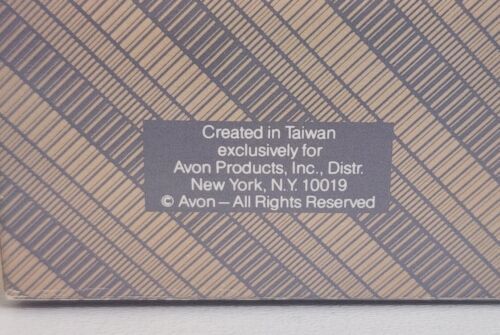 Created in Taiwan
exclusively for
Avon Products, Inc., Distr.
New York, N.Y. 10019
© Avon – All Rights Reserved